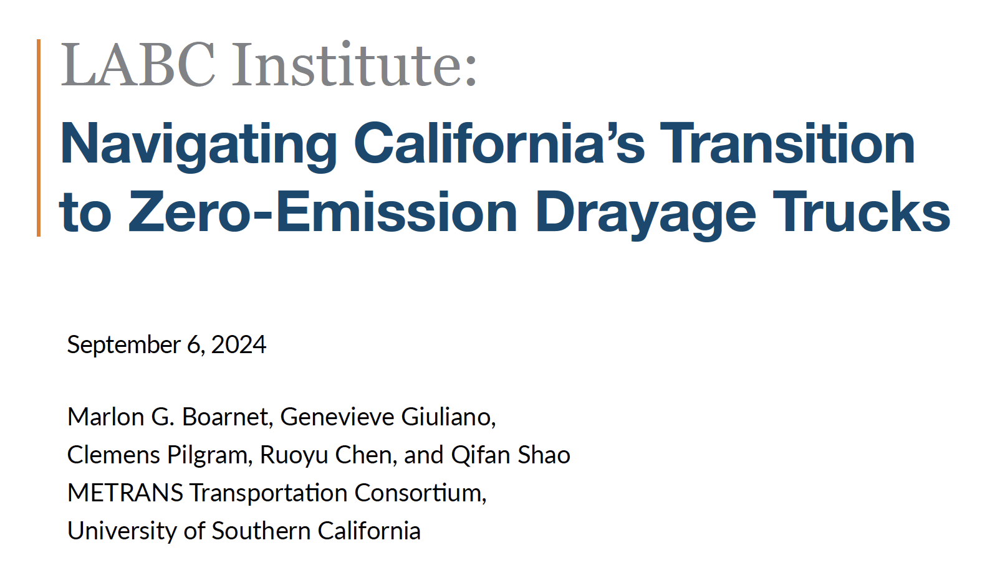 LABC Institute:
Navigating California’s Transition
to Zero-Emission Drayage Trucks
September 6, 2024
Marlon G. Boarnet, Genevieve Giuliano,
Clemens Pilgram, Ruoyu Chen, and Qifan Shao
METRANS Transportation Consortium,
University of Southern California